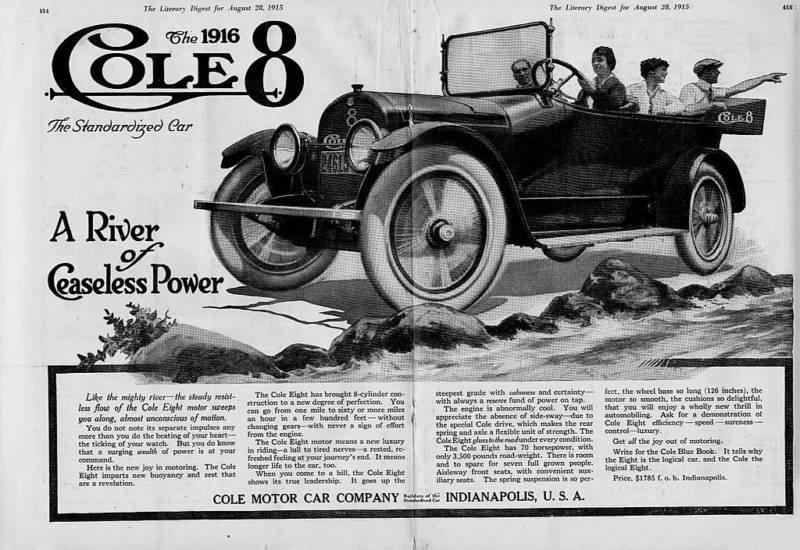 414
The Literary Digest for August 28, 1915
The Literary Digest for August 28, 1915
415
The 1916
COLE 8
The Standardized Car
COLE 8
8
Cole
A River
of
Ceaseless Power
Like the mighty river—the steady resist-
less flow of the Cole Eight motor sweeps
you along, almost unconscious of motion.
You do not note its separate impulses any
more than you do the beating of your heart—
the ticking of your watch. But you do know
that a surging wealth of power is at your
command.
Here is the new joy in motoring. The Cole
Eight imparts new buoyancy and rest that
are a revelation.
The Cole Eight has brought 8-cylinder con-
struction to a new degree of perfection. You
can go from one mile to sixty or more miles
an hour in a few hundred feet — without
changing gears—with never a sign of effort
from the engine.
The Cole Eight motor means a new luxury
in riding—a lull to tired nerves—a rested, re-
freshed feeling at your journey's end. It means
longer life to the car, too.
When you come to a hill, the Cole Eight
shows its true leadership. It goes up the
steepest grade with calmness and certainty—
with always a reserve fund of power on tap.
The engine is abnormally cool. You will
appreciate the absence of side-sway—due to
the special Cole drive, which makes the rear
spring and axle a flexible unit of strength. The
Cole Eight glues to the road under every condition.
The Cole Eight has 70 horsepower, with
only 3,500 pounds road-weight. There is room
and to spare for seven full grown people.
Aisleway front seats, with convenient aux-
iliary seats. The spring suspension is so per-
fect, the wheel base so long (126 inches), the
motor so smooth, the cushions so delightful,
that you will enjoy a wholly new thrill in
automobiling. Ask for a demonstration of
Cole Eight efficiency — speed — sureness —
control—luxury.
Get all the joy out of motoring.
Write for the Cole Blue Book. It tells why
the Eight is the logical car, and the Cole the
logical Eight.
Price, $1785 f. o. b. Indianapolis.
COLE MOTOR CAR COMPANY Builders of the Standardized Car INDIANAPOLIS, U. S. A.